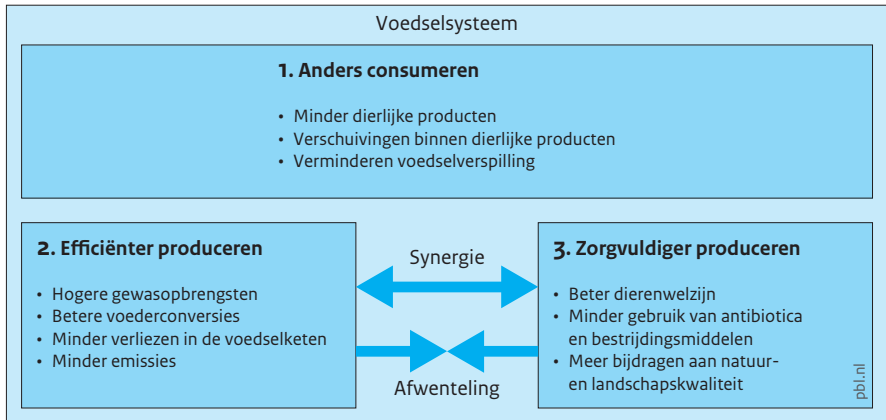 Voedselsysteem
1. Anders consumeren
• Minder dierlijke producten
• Verschuivingen binnen dierlijke producten
• Verminderen voedselverspilling
2. Efficiënter produceren
• Hogere gewasopbrengsten
• Betere voederconversies
• Minder verliezen in de voedselketen
• Minder emissies
Synergie
Afwenteling
3. Zorgvuldiger produceren
• Beter dierenwelzijn
• Minder gebruik van antibiotica
en bestrijdingsmiddelen
• Meer bijdragen aan natuur-
en landschapskwaliteit
pbl.nl